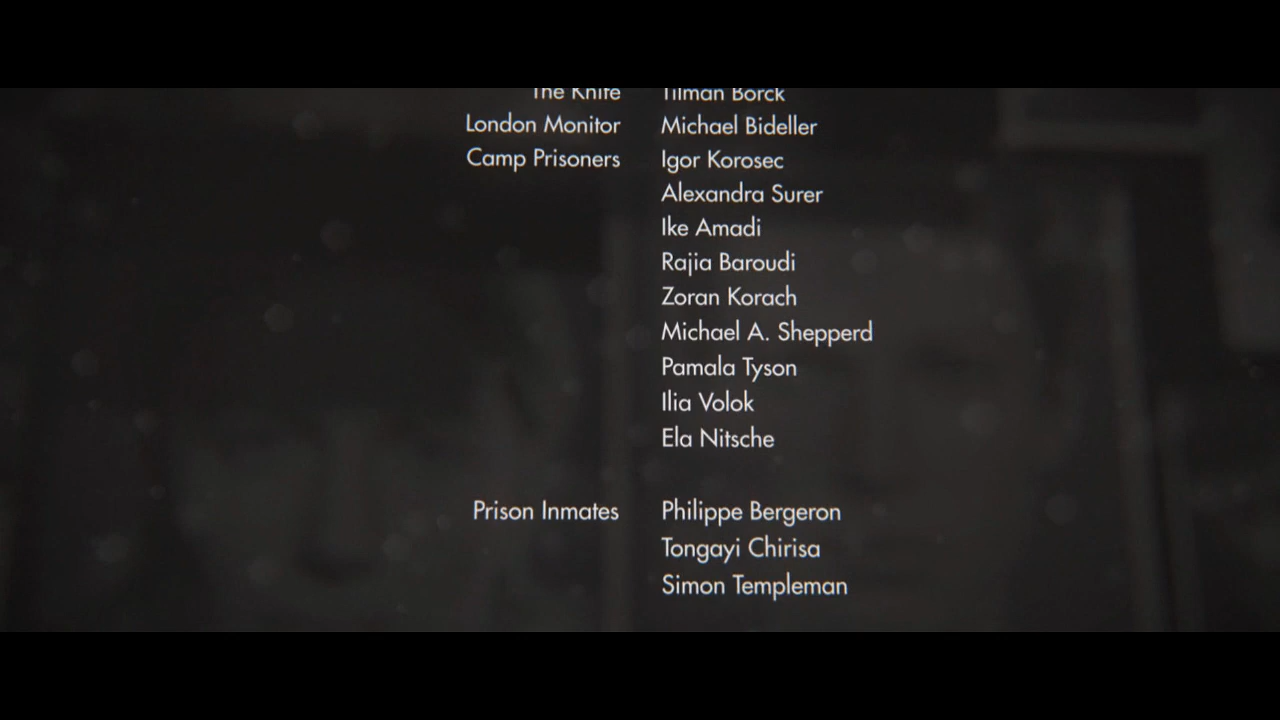 The Knife Tilman Borck
London Monitor Michael Bideller
Camp Prisoners Igor Korosec
Alexandra Surer
Ike Amadi
Rajia Baroudi
Zoran Korach
Michael A. Shepperd
Pamala Tyson
Ilia Volok
Ela Nitsche
Prison Inmates Philippe Bergeron
Tongayi Chirisa
Simon Templeman